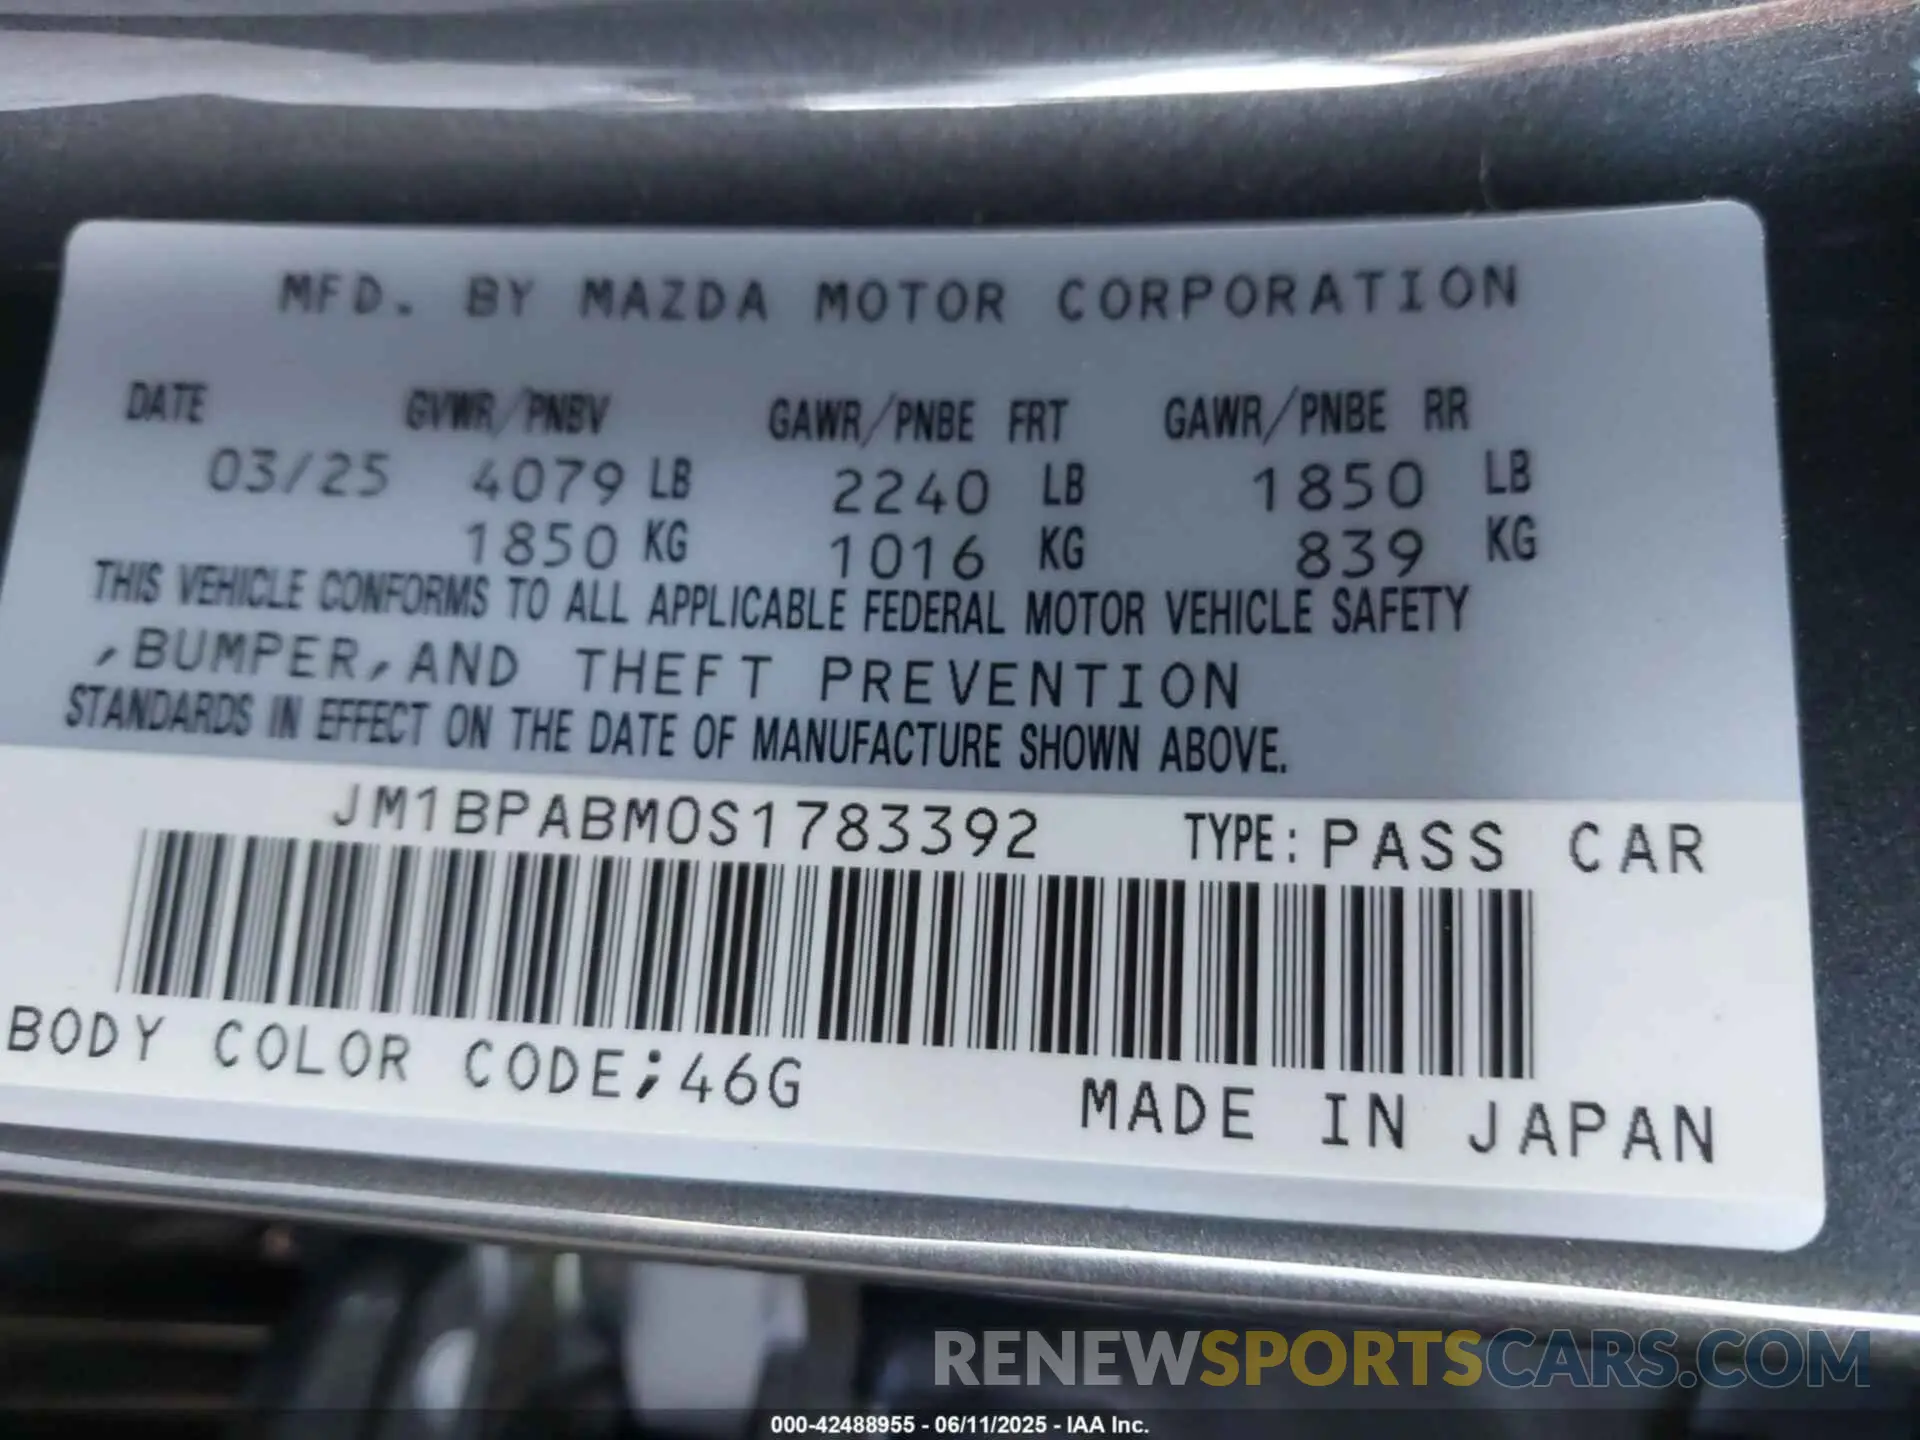 MFD. BY MAZDA MOTOR CORPORATION
DATE GVWR/PNBV GAWR/PNBE FRT GAWR/PNBE RR
03/25 4079 LB 2240 LB 1850 LB
1850 KG 1016 KG 839 KG
THIS VEHICLE CONFORMS TO ALL APPLICABLE FEDERAL MOTOR VEHICLE SAFETY
,BUMPER,AND THEFT PREVENTION
STANDARDS IN EFFECT ON THE DATE OF MANUFACTURE SHOWN ABOVE.
JM1BPABM0S1783392 TYPE: PASS CAR
BODY COLOR CODE;46G
MADE IN JAPAN
RENEWSPORTSCARS.COM
000-42488955 - 06/11/2025 - IAA Inc.